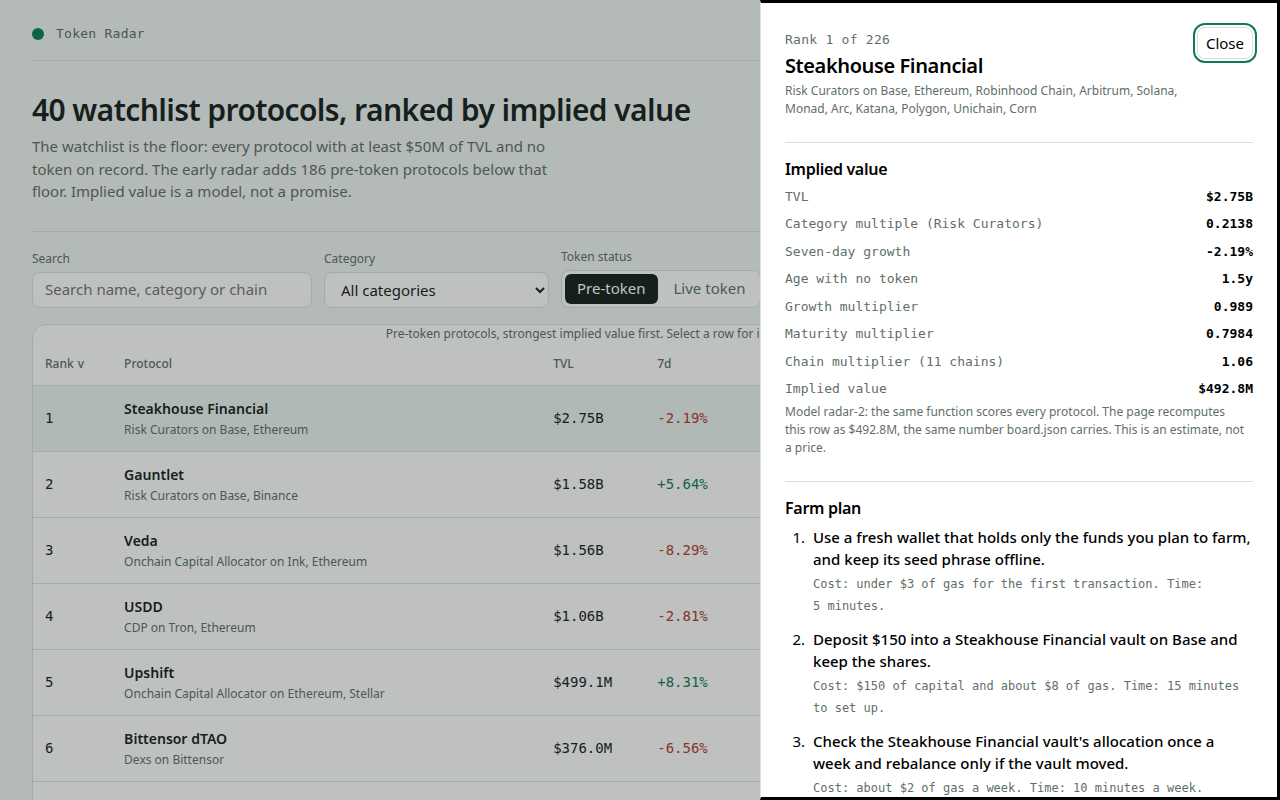 Token Radar
40 watchlist protocols, ranked by implied value
The watchlist is the floor: every protocol with at least $50M of TVL and no
token on record. The early radar adds 186 pre-token protocols below that
floor. Implied value is a model, not a promise.
Search
Category
Token status
Search name, category or chain
All categories
Pre-token
Live token
Pre-token protocols, strongest implied value first. Select a row for i
Rank v
Protocol
TVL
7d
1
Steakhouse Financial
Risk Curators on Base, Ethereum
$2.75B
-2.19%
2
Gauntlet
Risk Curators on Base, Binance
$1.58B
+5.64%
3
Veda
Onchain Capital Allocator on Ink, Ethereum
$1.56B
-8.29%
4
USDD
CDP on Tron, Ethereum
$1.06B
-2.81%
5
Upshift
Onchain Capital Allocator on Ethereum, Stellar
$499.1M
+8.31%
6
Bittensor dTAO
Dexs on Bittensor
$376.0M
-6.56%
Rank 1 of 226
Close
Steakhouse Financial
Risk Curators on Base, Ethereum, Robinhood Chain, Arbitrum, Solana,
Monad, Arc, Katana, Polygon, Unichain, Corn
Implied value
TVL $2.75B
Category multiple (Risk Curators) 0.2138
Seven-day growth -2.19%
Age with no token 1.5y
Growth multiplier 0.989
Maturity multiplier 0.7984
Chain multiplier (11 chains) 1.06
Implied value $492.8M
Model radar-2: the same function scores every protocol. The page recomputes
this row as $492.8M, the same number board.json carries. This is an estimate, not
a price.
Farm plan
1. Use a fresh wallet that holds only the funds you plan to farm,
and keep its seed phrase offline.
Cost: under $3 of gas for the first transaction. Time:
5 minutes.
2. Deposit $150 into a Steakhouse Financial vault on Base and
keep the shares.
Cost: $150 of capital and about $8 of gas. Time: 15 minutes
to set up.
3. Check the Steakhouse Financial vault's allocation once a
week and rebalance only if the vault moved.
Cost: about $2 of gas a week. Time: 10 minutes a week.